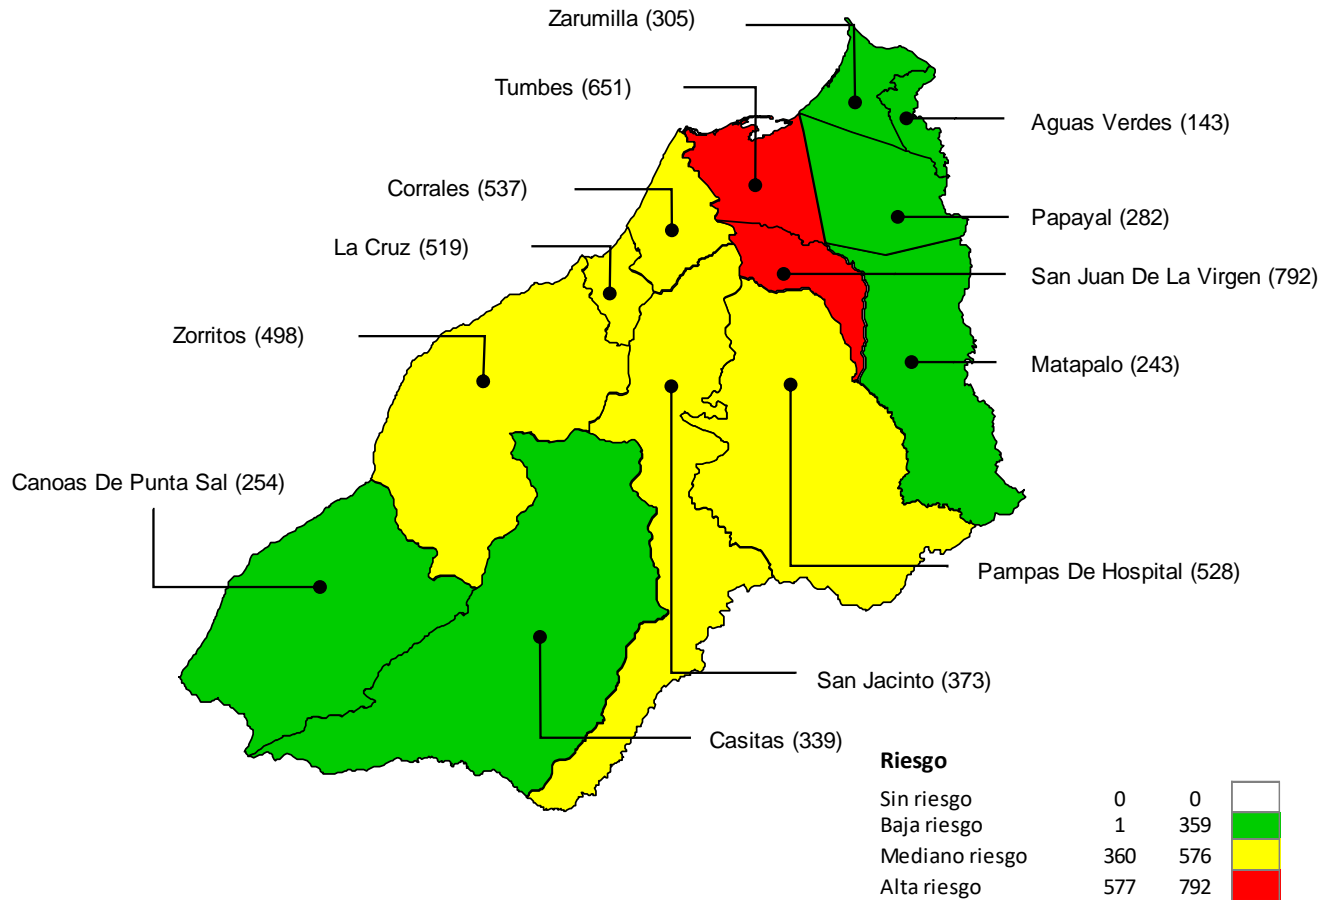 Zarumilla (305)
Tumbes (651)
Aguas Verdes (143)
Corrales (537)
Papayal (282)
La Cruz (519)
San Juan De La Virgen (792)
Zorritos (498)
Matapalo (243)
Canoas De Punta Sal (254)
Pampas De Hospital (528)
San Jacinto (373)
Casitas (339)
Riesgo
Sin riesgo 0 0
Baja riesgo 1 359
Mediano riesgo 360 576
Alta riesgo 577 792